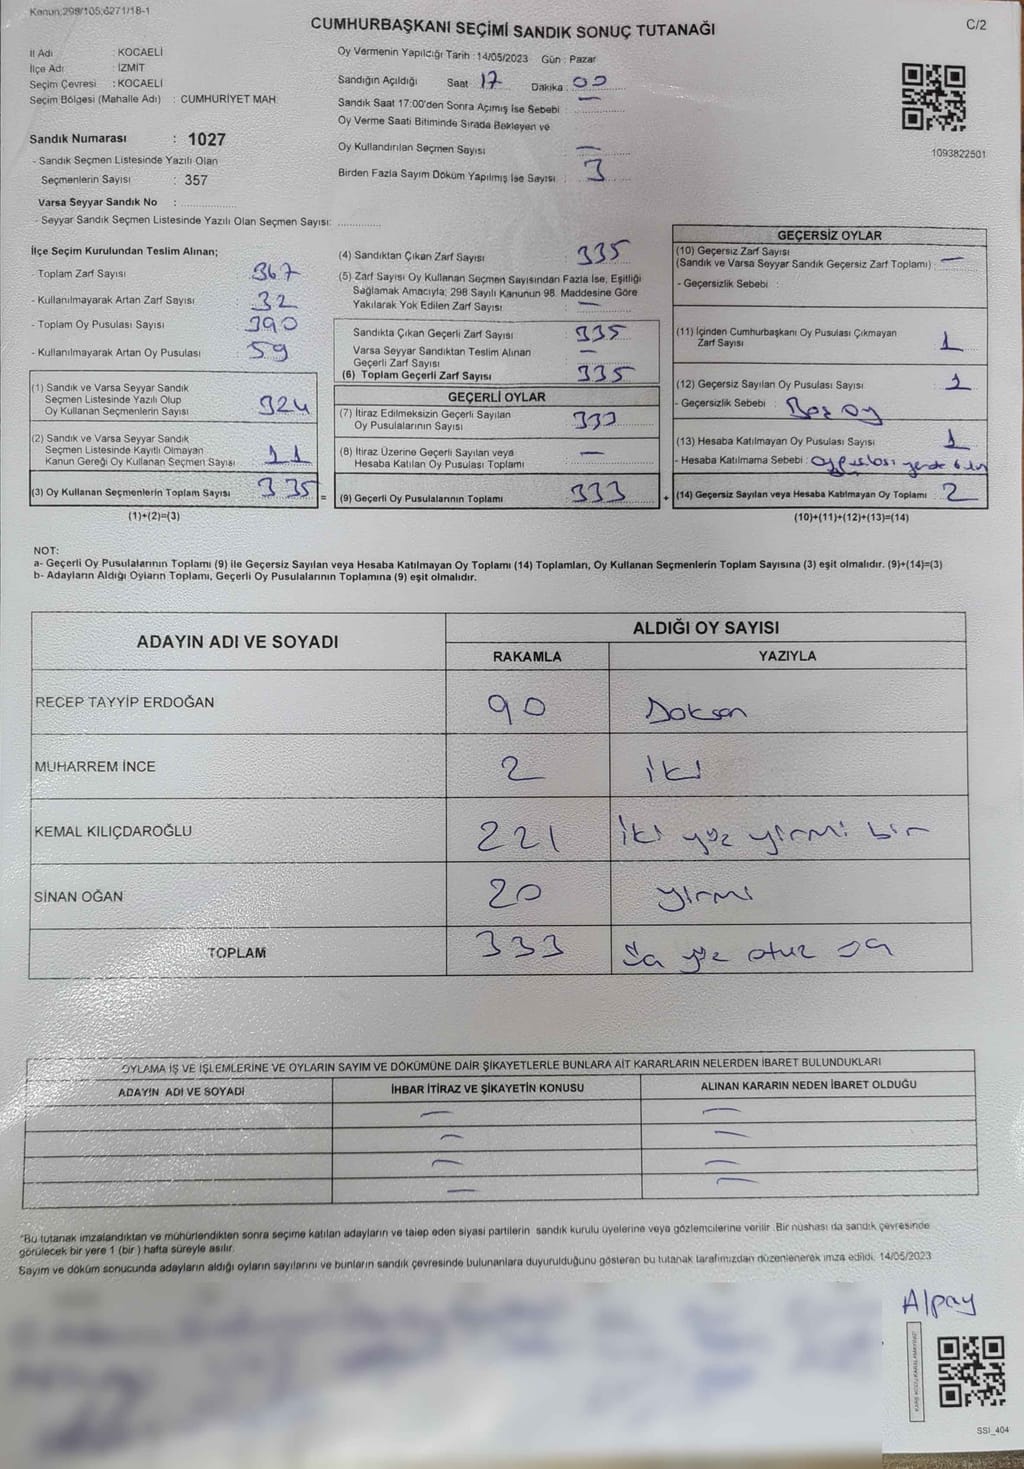 Kanun:298/105;6271/18-1
CUMHURBAŞKANI SEÇİMİ SANDIK SONUÇ TUTANAĞI
C/2
İl Adı : KOCAELİ
İlçe Adı : İZMİT
Seçim Çevresi : KOCAELİ
Seçim Bölgesi (Mahalle Adı) : CUMHURİYET MAH
Sandık Numarası : 1027
- Sandık Seçmen Listesinde Yazılı Olan
Seçmenlerin Sayısı : 357
Varsa Seyyar Sandık No :
- Seyyar Sandık Seçmen Listesinde Yazılı Olan Seçmen Sayısı:
Oy Vermenin Yapıldığı Tarih : 14/05/2023 Gün : Pazar
Sandığın Açıldığı Saat 17 Dakika : 00
Sandık Saat 17:00'den Sonra Açmış İse Sebebi : —
Oy Verme Saati Bitiminde Sırada Bekleyen ve
Oy Kullandırılan Seçmen Sayısı : —
Birden Fazla Sayım Döküm Yapılmış İse Sayısı : 3
1093822501
İlçe Seçim Kurulundan Teslim Alınan;
- Toplam Zarf Sayısı 367
- Kullanılmayarak Artan Zarf Sayısı : 32
- Toplam Oy Pusulası Sayısı 390
- Kullanılmayarak Artan Oy Pusulası : 59
(1) Sandık ve Varsa Seyyar Sandık
Seçmen Listesinde Yazılı Olup
Oy Kullanan Seçmenlerin Sayısı 324
(2) Sandık ve Varsa Seyyar Sandık
Seçmen Listesinde Kayıtlı Olmayan
Kanun Gereği Oy Kullanan Seçmen Sayısı 11
(3) Oy Kullanan Seçmenlerin Toplam Sayısı 335 =
(1)+(2)=(3)
(4) Sandıktan Çıkan Zarf Sayısı : 335
(5) Zarf Sayısı Oy Kullanan Seçmen Sayısından Fazla İse, Eşitliği
Sağlamak Amacıyla; 298 Sayılı Kanunun 98. Maddesine Göre
Yakılarak Yok Edilen Zarf Sayısı : —
Sandıkta Çıkan Geçerli Zarf Sayısı : 335
Varsa Seyyar Sandıktan Teslim Alınan
Geçerli Zarf Sayısı : —
(6) Toplam Geçerli Zarf Sayısı : 335
GEÇERLİ OYLAR
(7) İtiraz Edilmeksizin Geçerli Sayılan
Oy Pusulalarının Sayısı : 333
(8) İtiraz Üzerine Geçerli Sayılan veya
Hesaba Katılan Oy Pusulası Toplamı : —
(9) Geçerli Oy Pusulalarının Toplamı : 333 +
GEÇERSİZ OYLAR
(10) Geçersiz Zarf Sayısı
(Sandık ve Varsa Seyyar Sandık Geçersiz Zarf Toplamı) : —
- Geçersizlik Sebebi :
(11) İçinden Cumhurbaşkanı Oy Pusulası Çıkmayan
Zarf Sayısı : 1
(12) Geçersiz Sayılan Oy Pusulası Sayısı : 1
- Geçersizlik Sebebi : Boş oy
(13) Hesaba Katılmayan Oy Pusulası Sayısı : 1
- Hesaba Katılmama Sebebi : oy pusulası
(14) Geçersiz Sayılan veya Hesaba Katılmayan Oy Toplamı : 2
(10)+(11)+(12)+(13)=(14)
NOT:
a- Geçerli Oy Pusulalarının Toplamı (9) ile Geçersiz Sayılan veya Hesaba Katılmayan Oy Toplamı (14) Toplamları, Oy Kullanan Seçmenlerin Toplam Sayısına (3) eşit olmalıdır. (9)+(14)=(3)
b- Adayların Aldığı Oyların Toplamı, Geçerli Oy Pusulalarının Toplamına (9) eşit olmalıdır.
ADAYIN ADI VE SOYADI
ALDIĞI OY SAYISI
RAKAMLA YAZIYLA
RECEP TAYYİP ERDOĞAN 90 Doksan
MUHARREM İNCE 2 iki
KEMAL KILIÇDAROĞLU 221 iki yüz yirmi bir
SİNAN OĞAN 20 yirmi
TOPLAM 333 üç yüz otuz üç
OYLAMA İŞ VE İŞLEMLERİNE VE OYLARIN SAYIM VE DÖKÜMÜNE DAİR ŞİKAYETLERLE BUNLARA AİT KARARLARIN NELERDEN İBARET BULUNDUKLARI
ADAYIN ADI VE SOYADI İHBAR İTİRAZ VE ŞİKAYETİN KONUSU ALINAN KARARIN NEDEN İBARET OLDUĞU
— —
— —
— —
— —
*Bu tutanak imzalandıktan ve mühürlendikten sonra seçime katılan adayların ve talep eden siyasi partilerin sandık kurulu üyelerine veya gözlemcilerine verilir. Bir nüshası da sandık çevresinde
görülecek bir yere 1 (bir ) hafta süreyle asılır.
Sayım ve döküm sonucunda adayların aldığı oyların sayılarını ve bunların sandık çevresinde bulunanlara duyurulduğunu gösteren bu tutanak tarafımızdan düzenlenerek imza edildi. 14/05/2023
Alpay
SSI_404